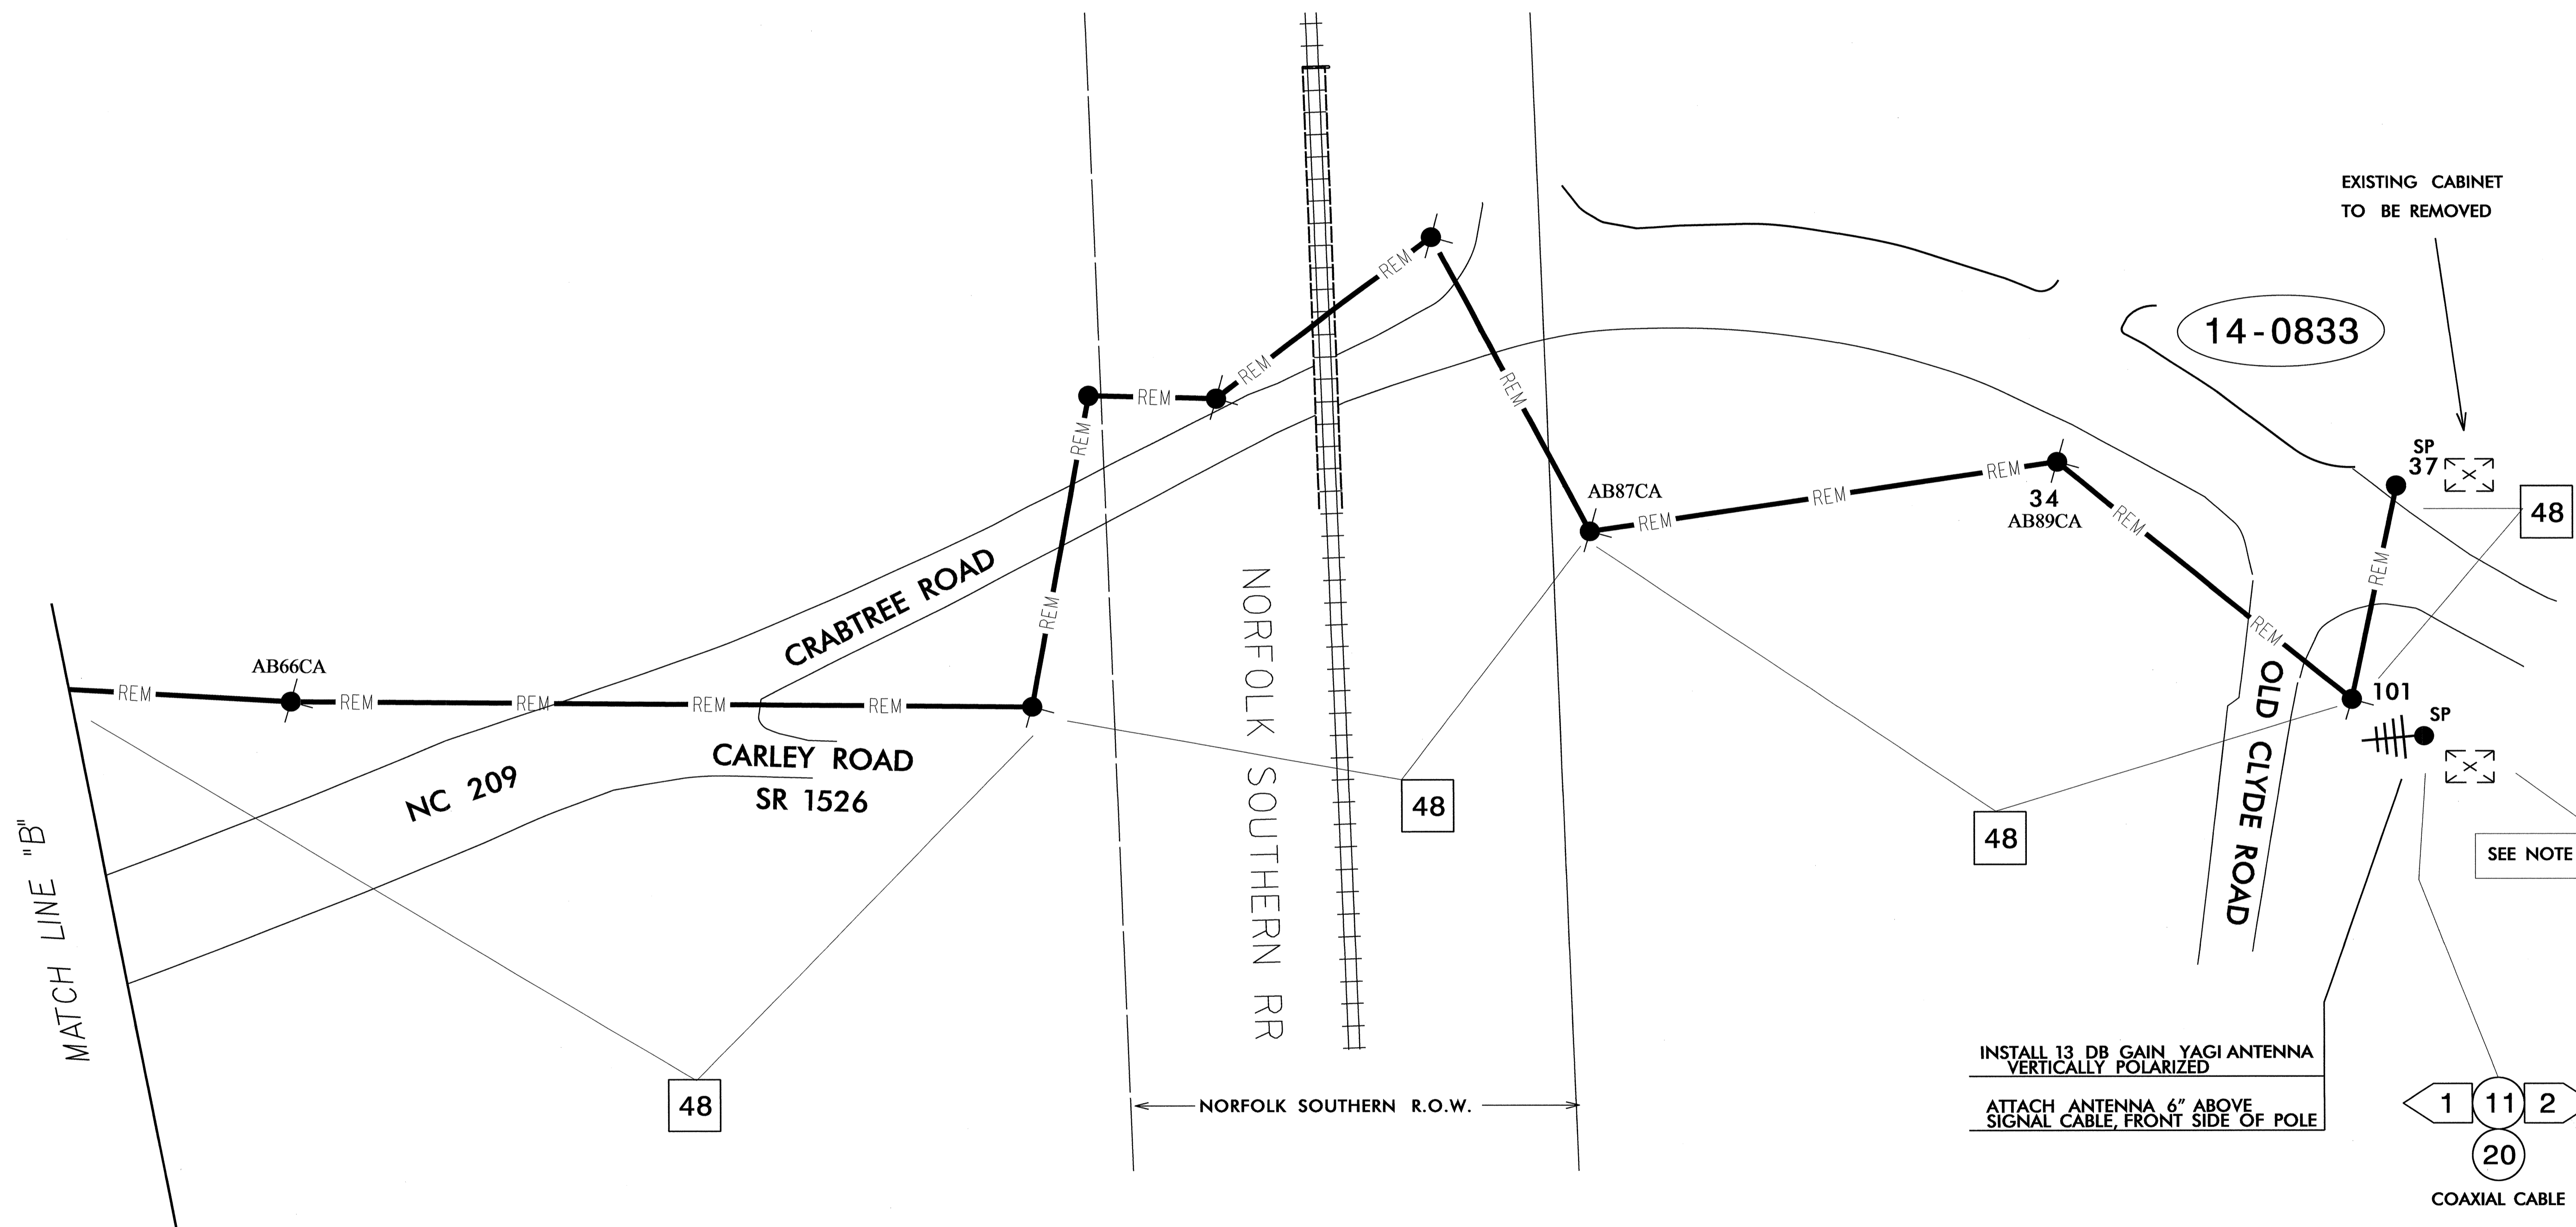 EXISTING CABINET
TO BE REMOVED
14-0833
REM
REM
REM
REM
REM
REM
SP
37
48
AB87CA
REM
REM
REM
34
AB89CA
REM
REM
REM
REM
CRABTREE ROAD
NORFOLK SOUTHERN RR
OLD CLYDE ROAD
101
SP
AB66CA
REM
REM
REM
REM
REM
CARLEY ROAD
SR 1526
NC 209
MATCH LINE "B"
48
48
SEE NOTE
48
NORFOLK SOUTHERN R.O.W.
INSTALL 13 DB GAIN YAGI ANTENNA
VERTICALLY POLARIZED
ATTACH ANTENNA 6" ABOVE
SIGNAL CABLE, FRONT SIDE OF POLE
1 11 2
20
COAXIAL CABLE